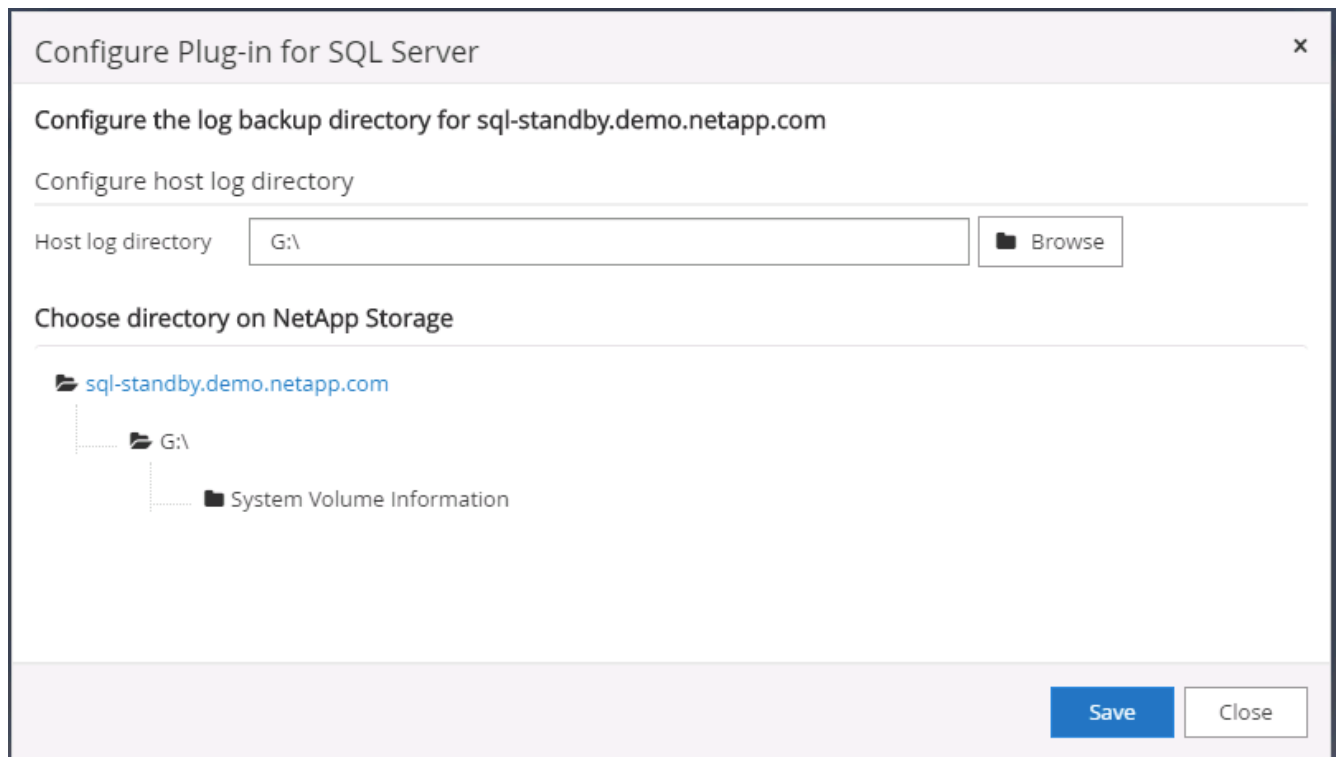 Configure Plug-in for SQL Server ×
Configure the log backup directory for sql-standby.demo.netapp.com
Configure host log directory
Host log directory G:\ Browse
Choose directory on NetApp Storage
sql-standby.demo.netapp.com
G:\
System Volume Information
Save Close